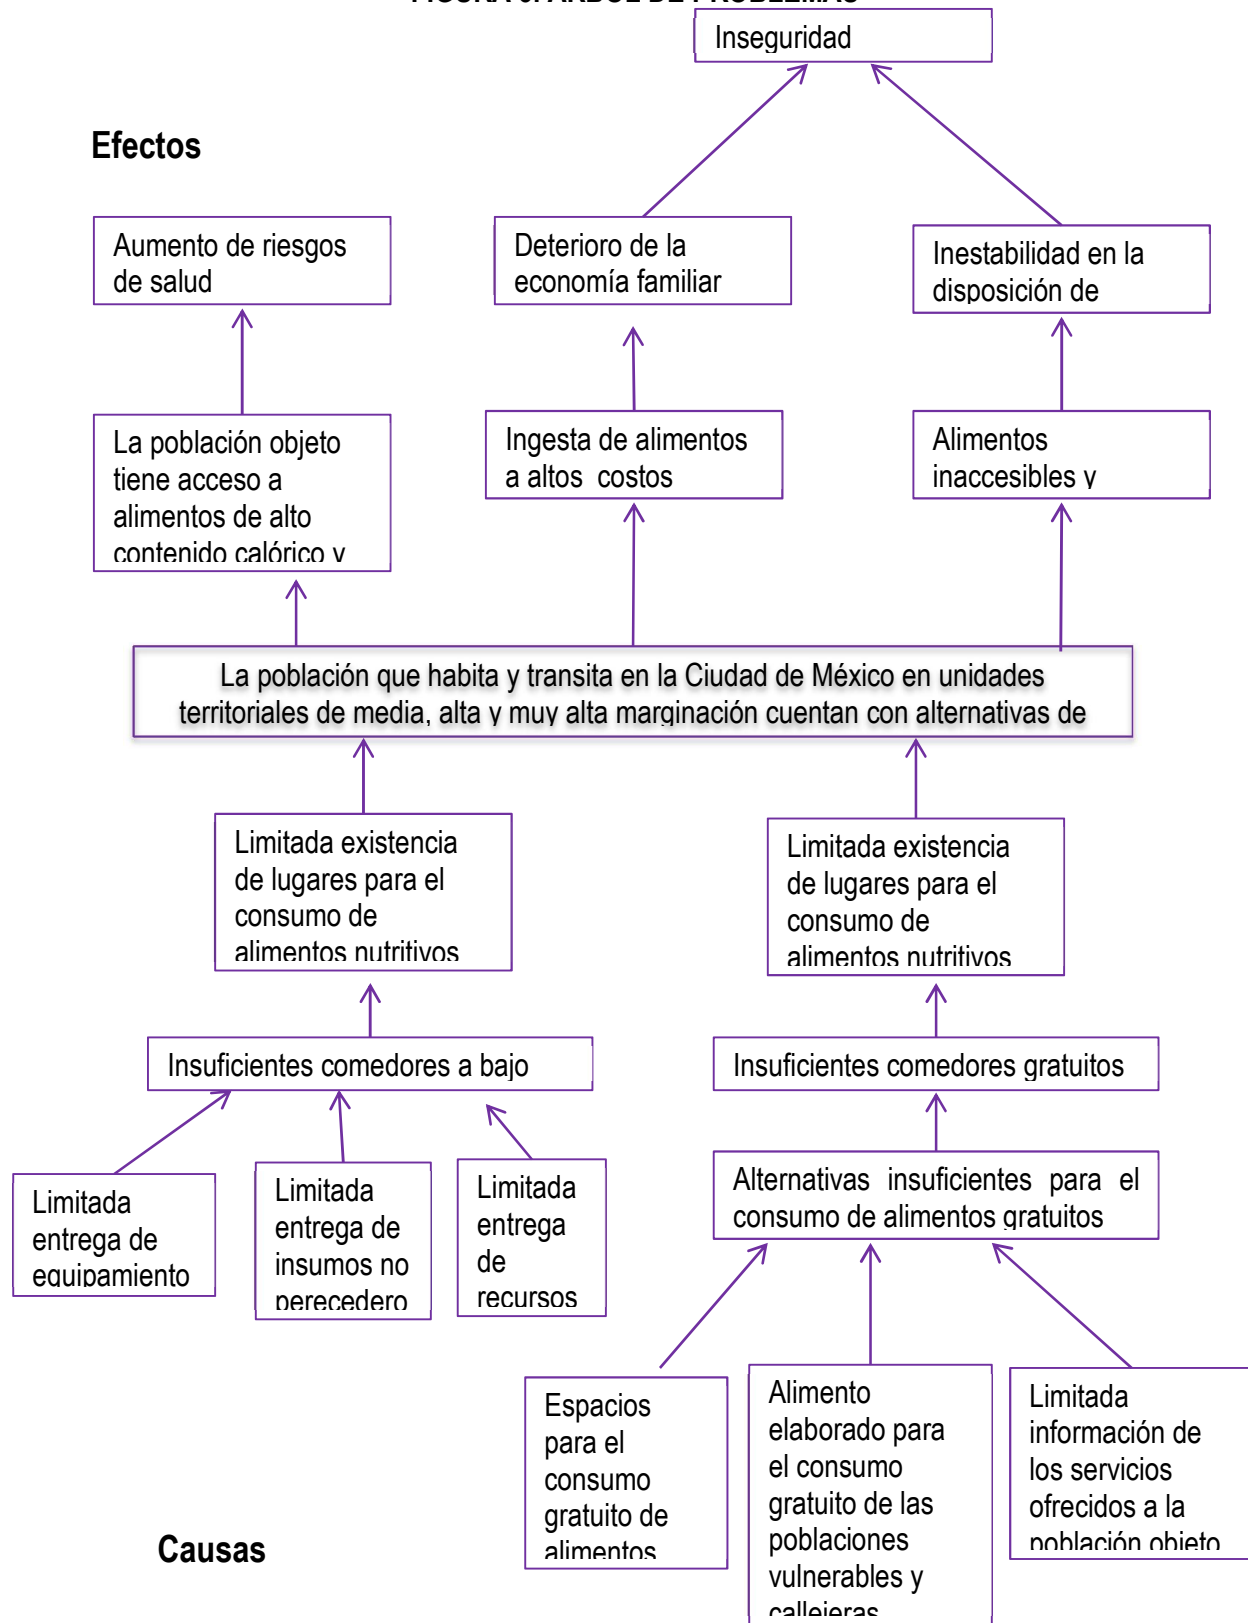 FIGURA 3. ÁRBOL DE PROBLEMAS
Inseguridad
Efectos
Aumento de riesgos
de salud
Deterioro de la
economía familiar
Inestabilidad en la
disposición de
La población objeto
tiene acceso a
alimentos de alto
contenido calórico y
Ingesta de alimentos
a altos costos
Alimentos
inaccesibles y
La población que habita y transita en la Ciudad de México en unidades
territoriales de media, alta y muy alta marginación cuentan con alternativas de
Limitada existencia
de lugares para el
consumo de
alimentos nutritivos
Limitada existencia
de lugares para el
consumo de
alimentos nutritivos
Insuficientes comedores a bajo
Insuficientes comedores gratuitos
Limitada
entrega de
equipamiento
Limitada
entrega de
insumos no
perecedero
Limitada
entrega
de
recursos
Alternativas insuficientes para el
consumo de alimentos gratuitos
Espacios
para el
consumo
gratuito de
alimentos
Alimento
elaborado para
el consumo
gratuito de las
poblaciones
vulnerables y
callejeras
Limitada
información de
los servicios
ofrecidos a la
población objeto
Causas